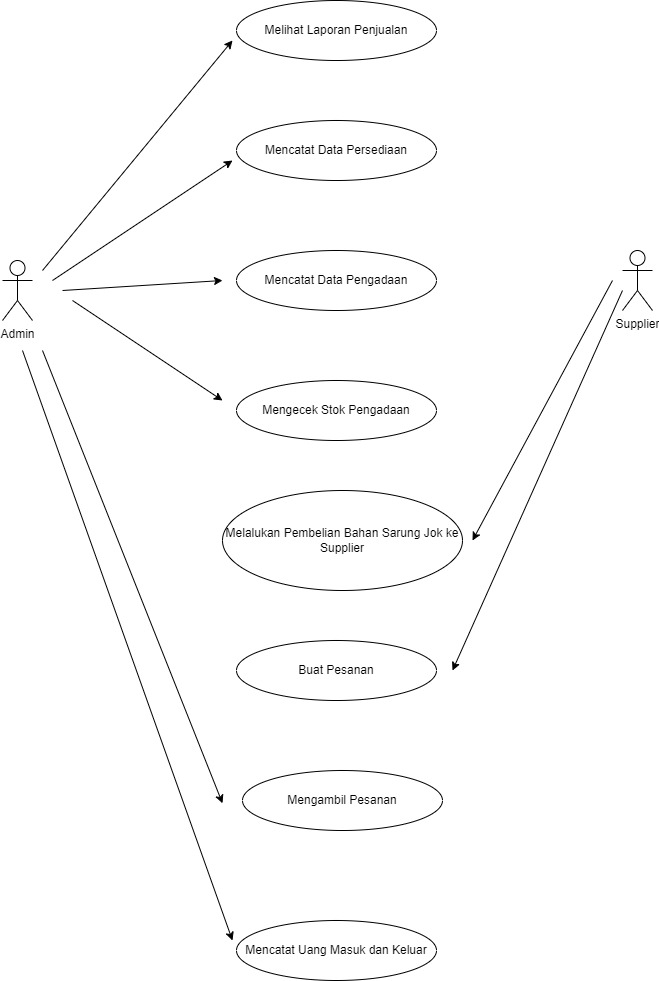 Melihat Laporan Penjualan
Mencatat Data Persediaan
Mencatat Data Pengadaan
Admin
Supplier
Mengecek Stok Pengadaan
Melalukan Pembelian Bahan Sarung Jok ke
Supplier
Buat Pesanan
Mengambil Pesanan
Mencatat Uang Masuk dan Keluar